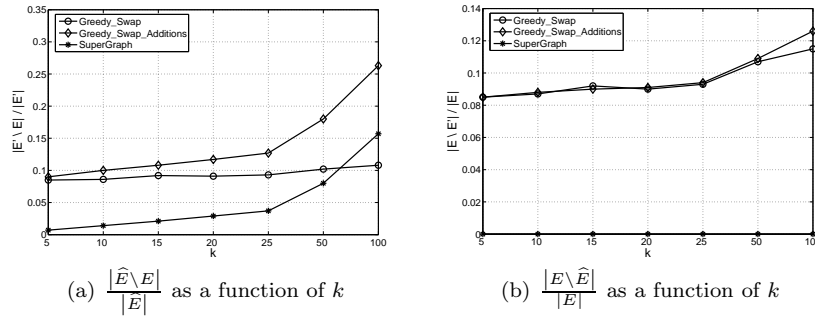 0.35
0.3
0.25
0.2
0.15
0.1
0.05
0
|E' \ E| / |E'|
Greedy_Swap
Greedy_Swap_Additions
SuperGraph
5 10 15 20 25 50 100
k
(a) |Ê\E| / |Ê| as a function of k
0.14
0.12
0.1
0.08
0.06
0.04
0.02
0
|E \ E'| / |E|
Greedy_Swap
Greedy_Swap_Additions
SuperGraph
5 10 15 20 25 50 10
k
(b) |E\Ê| / |E| as a function of k